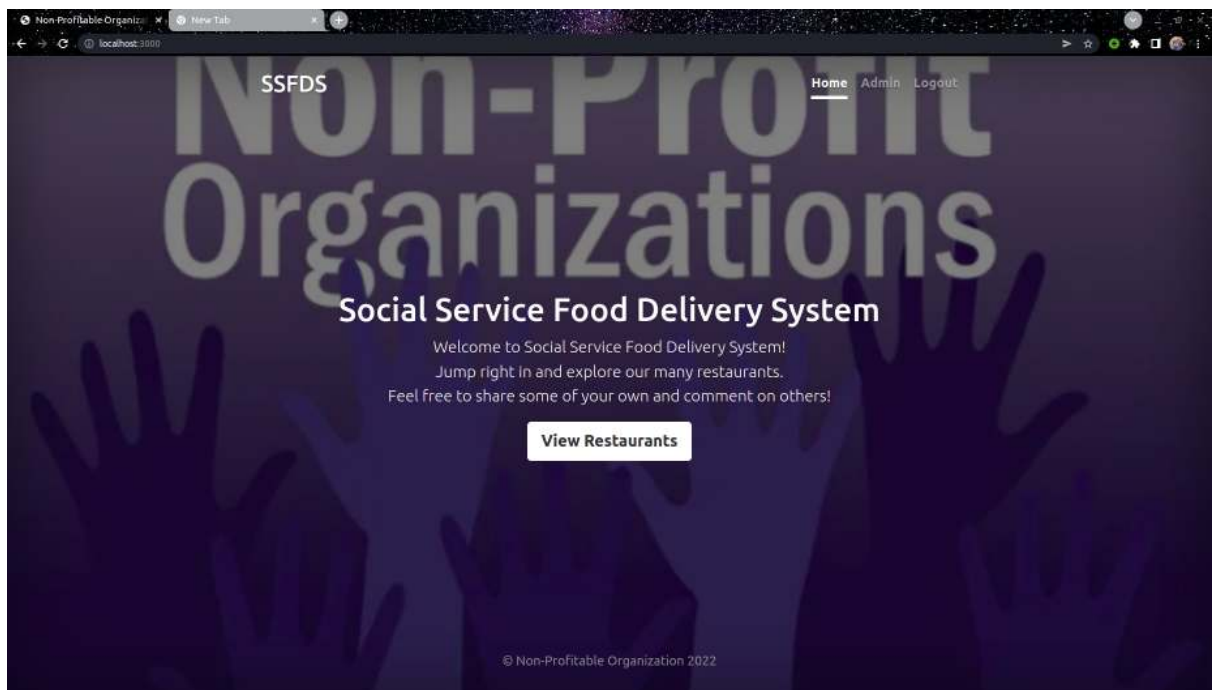 Non-Profitable Organiza
New Tab
localhost:3000
Non-Profit
SSFDS
Home Admin Logout
Organizations
Social Service Food Delivery System
Welcome to Social Service Food Delivery System!
Jump right in and explore our many restaurants.
Feel free to share some of your own and comment on others!
View Restaurants
© Non-Profitable Organization 2022